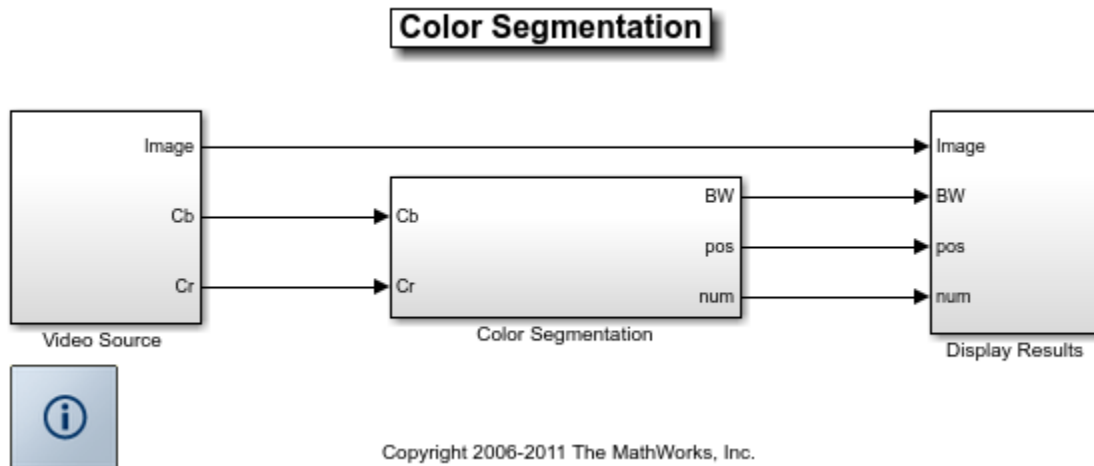 Color Segmentation
Image
Cb
Cr
Video Source
Cb
Cr
BW
pos
num
Color Segmentation
Image
BW
pos
num
Display Results
i
Copyright 2006-2011 The MathWorks, Inc.